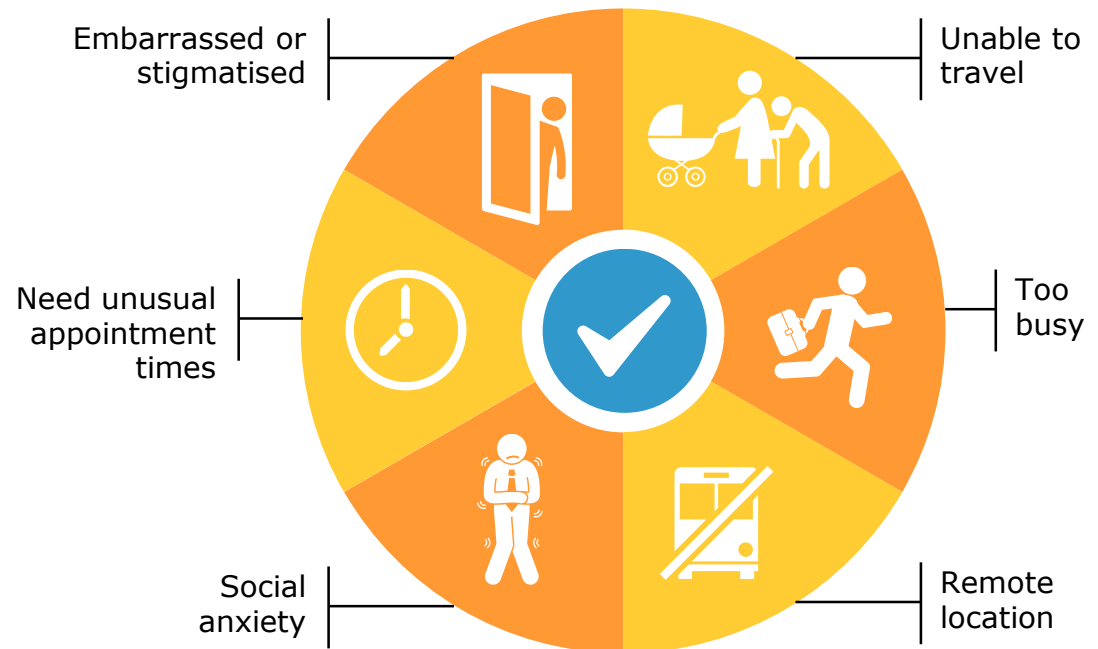 Embarrassed or
stigmatised
Unable to
travel
Need unusual
appointment
times
Too
busy
Social
anxiety
Remote
location